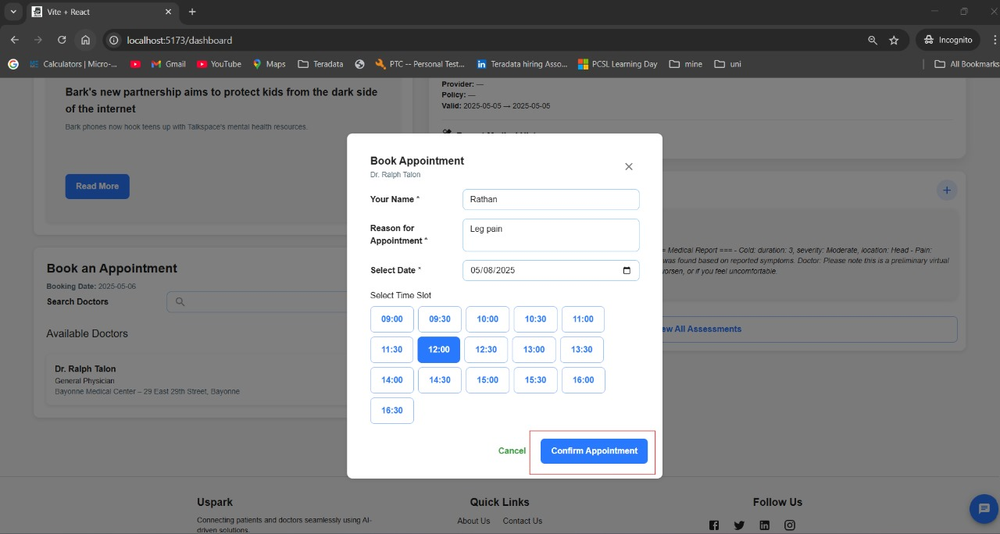 Vite + React
localhost:5173/dashboard
Incognito
Calculators | Micro-...
Gmail
YouTube
Maps
Teradata
PTC -- Personal Test...
Teradata hiring Asso...
PCSL Learning Day
mine
uni
All Bookmarks
Bark's new partnership aims to protect kids from the dark side
of the internet
Bark phones now hook teens up with Talkspace's mental health resources.
Read More
Provider: —
Policy: —
Valid: 2025-05-05 → 2025-05-05
Book an Appointment
Booking Date: 2025-05-06
Search Doctors
Available Doctors
Dr. Ralph Talon
General Physician
Bayonne Medical Center – 29 East 29th Street, Bayonne
Book Appointment
Dr. Ralph Talon
Your Name *
Rathan
Reason for
Appointment *
Leg pain
Select Date *
05/08/2025
Select Time Slot
09:00 09:30 10:00 10:30 11:00
11:30 12:00 12:30 13:00 13:30
14:00 14:30 15:00 15:30 16:00
16:30
Cancel
Confirm Appointment
= Medical Report === - Cold: duration: 3, severity: Moderate, location: Head - Pain:
was found based on reported symptoms. Doctor: Please note this is a preliminary virtual
orsen, or if you feel uncomfortable.
ew All Assessments
Uspark
Connecting patients and doctors seamlessly using AI-
driven solutions.
Quick Links
About Us Contact Us
Follow Us